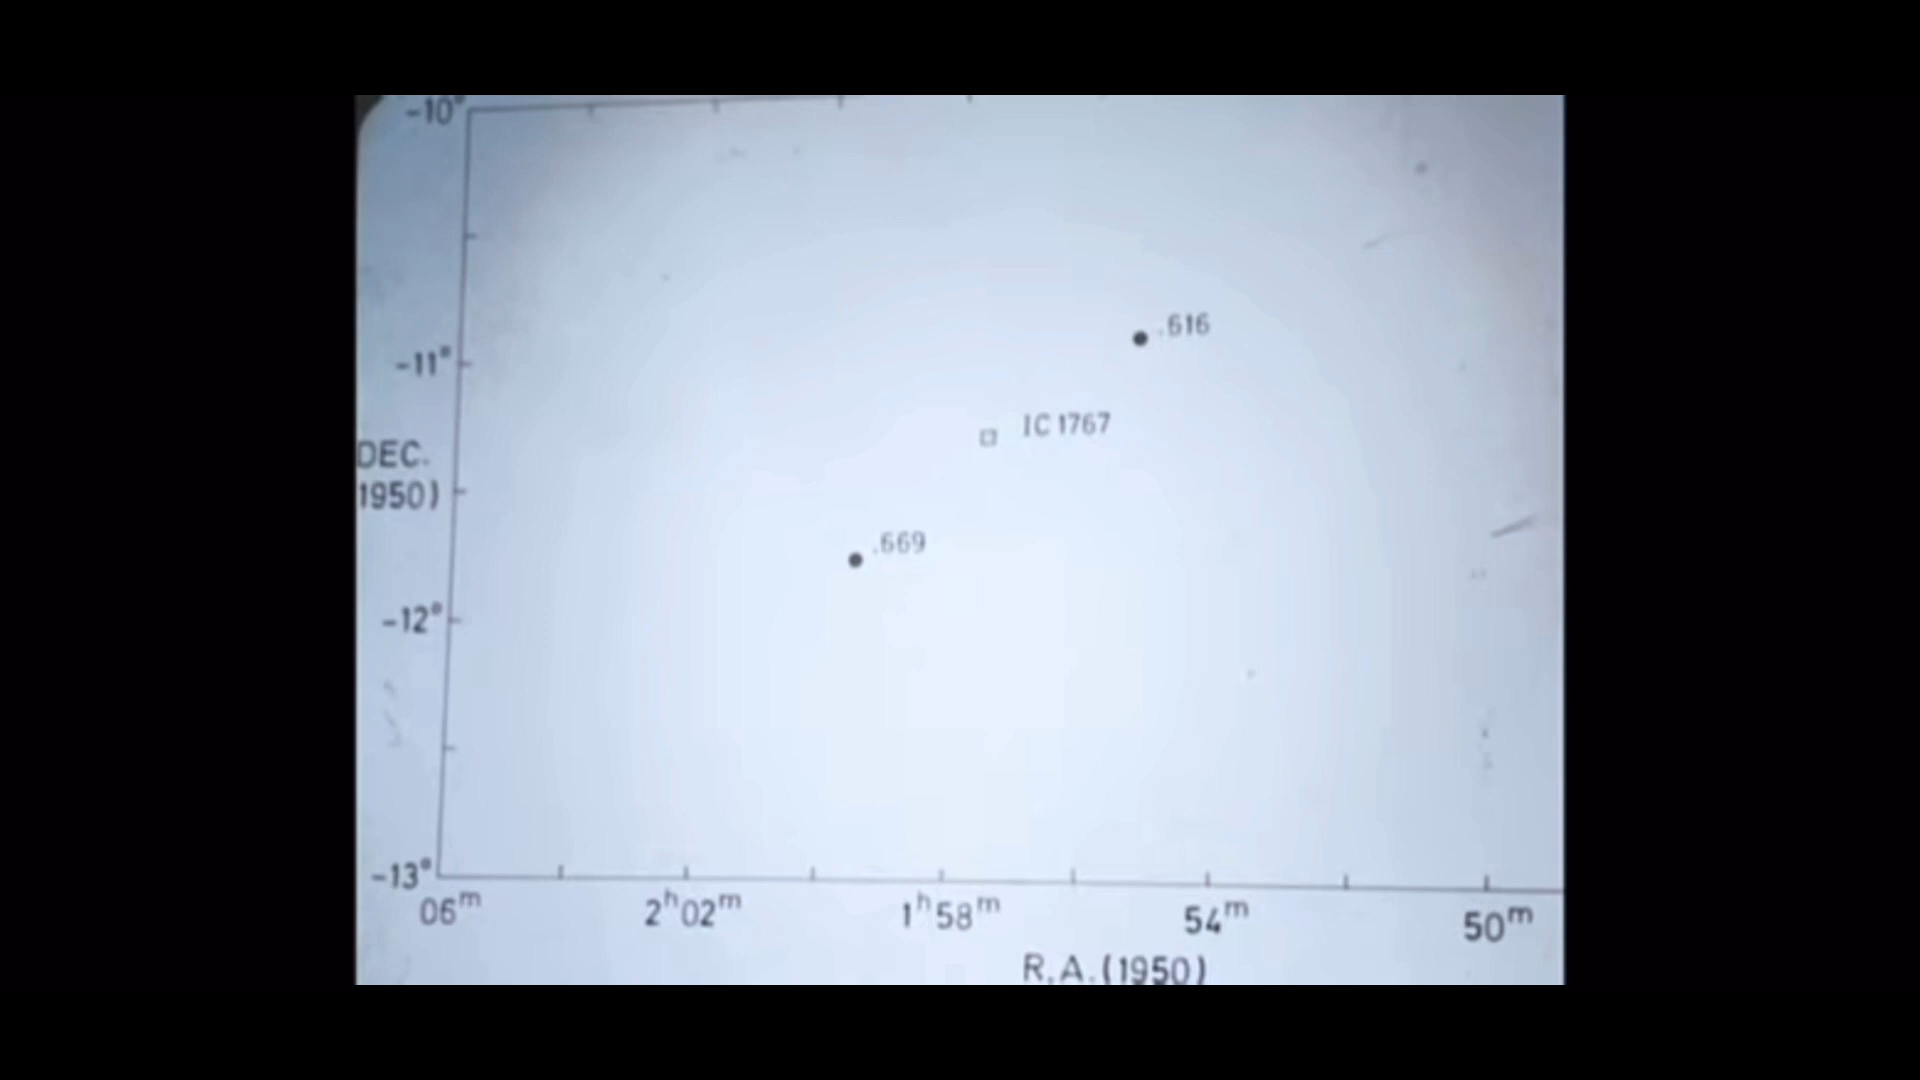 -10°
.616
-11°
IC 1767
DEC.
1950)
.669
-12°
-13°
06ᵐ 2ʰ02ᵐ 1ʰ58ᵐ 54ᵐ 50ᵐ
R.A.(1950)